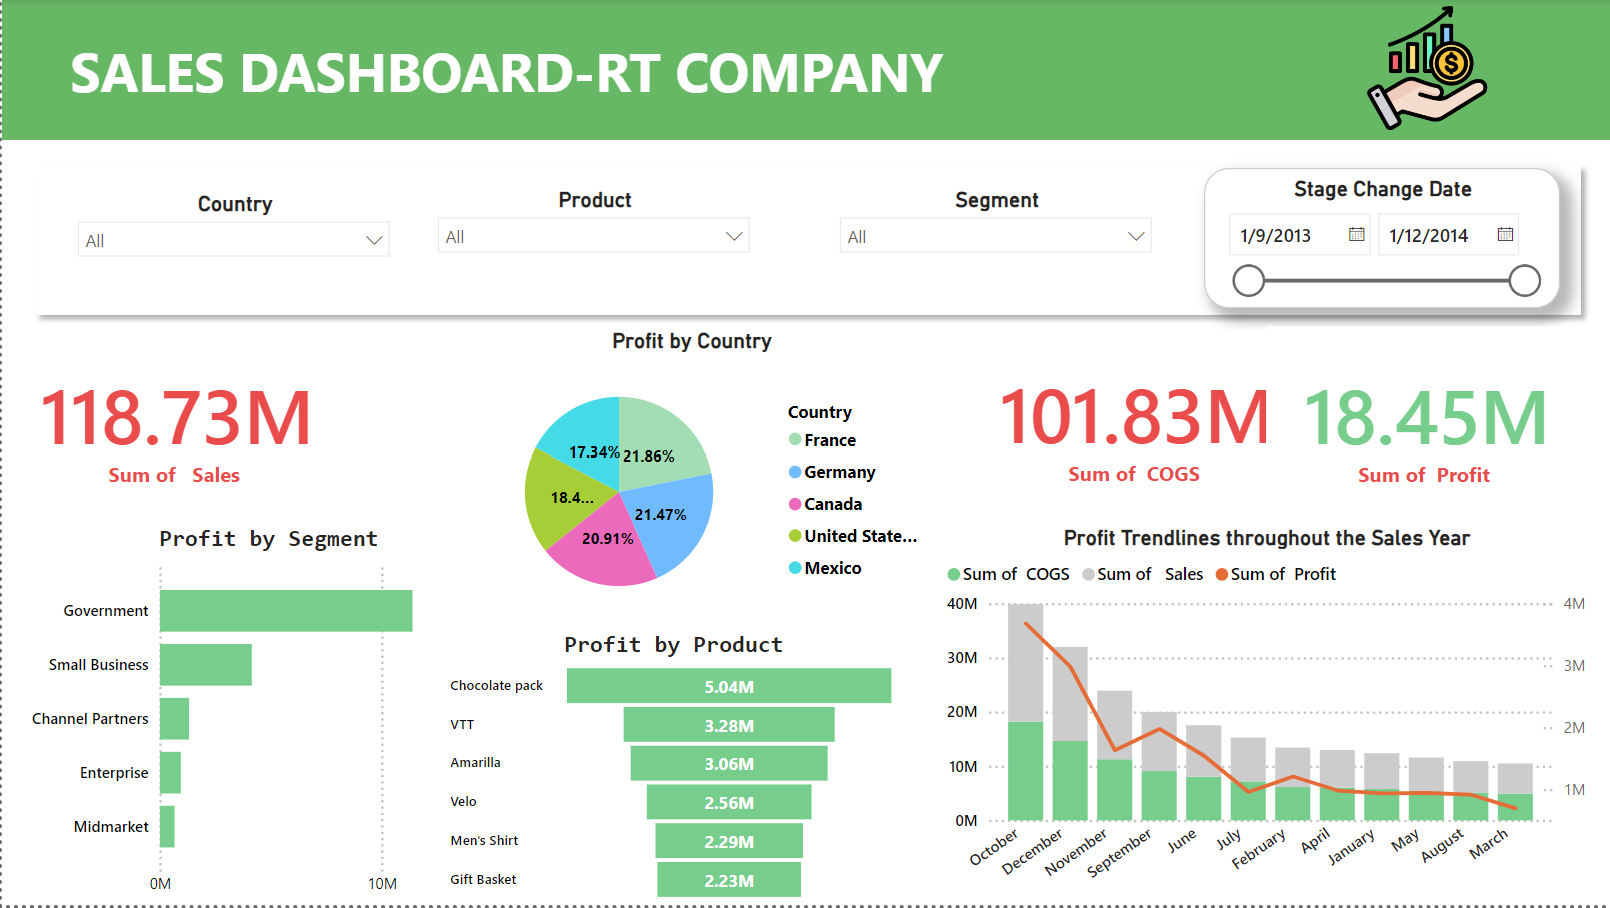 SALES DASHBOARD-RT COMPANY
Country
All
Product
All
Segment
All
Stage Change Date
1/9/2013
1/12/2014
118.73M
Sum of Sales
Profit by Country
17.34%
21.86%
18.4...
21.47%
20.91%
Country
France
Germany
Canada
United State...
Mexico
101.83M
Sum of COGS
18.45M
Sum of Profit
Profit by Segment
Government
Small Business
Channel Partners
Enterprise
Midmarket
0M
10M
Profit by Product
Chocolate pack
5.04M
VTT
3.28M
Amarilla
3.06M
Velo
2.56M
Men's Shirt
2.29M
Gift Basket
2.23M
Profit Trendlines throughout the Sales Year
Sum of COGS
Sum of Sales
Sum of Profit
40M
30M
20M
10M
0M
4M
3M
2M
1M
October
December
November
September
June
July
February
April
January
May
August
March
$